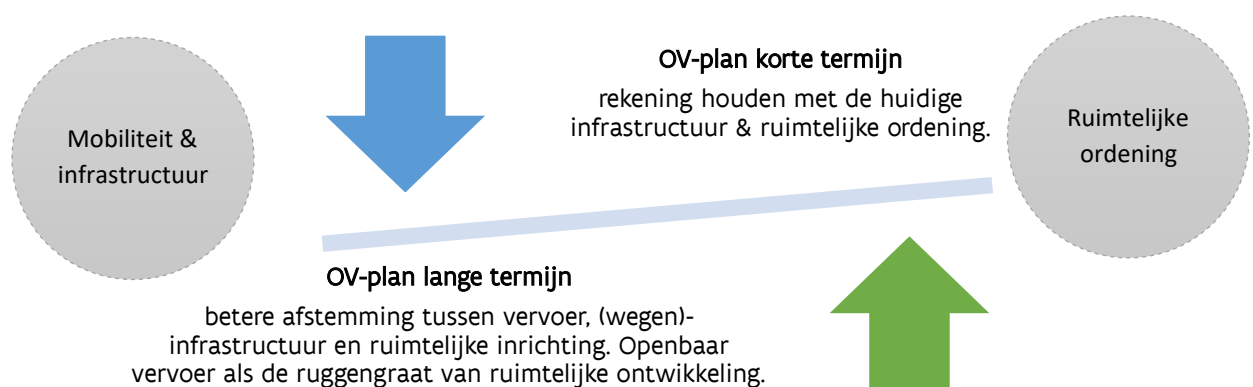 Mobiliteit &
infrastructuur
OV-plan korte termijn
rekening houden met de huidige
infrastructuur & ruimtelijke ordening.
Ruimtelijke
ordening
OV-plan lange termijn
betere afstemming tussen vervoer, (wegen)-
infrastructuur en ruimtelijke inrichting. Openbaar
vervoer als de ruggengraat van ruimtelijke ontwikkeling.